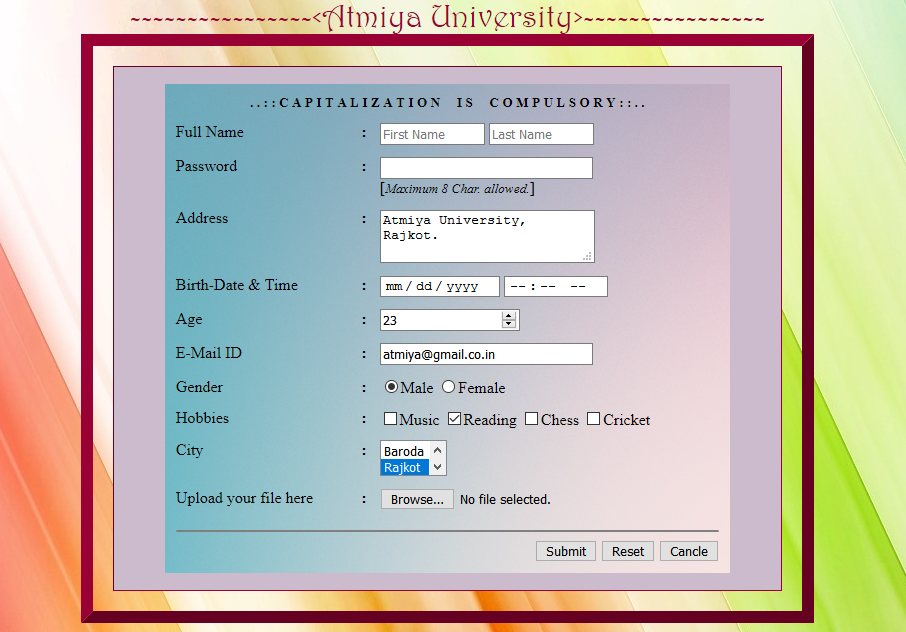 ~~~~~~~~~~~~~~~~~<Atmiya University>~~~~~~~~~~~~~~~~~
..::CAPITALIZATION IS COMPULSORY::..
Full Name : First Name Last Name
Password :
[Maximum 8 Char. allowed.]
Address : Atmiya University,
Rajkot.
Birth-Date & Time : mm / dd / yyyy -- : -- --
Age : 23
E-Mail ID : atmiya@gmail.co.in
Gender : Male Female
Hobbies : Music Reading Chess Cricket
City : Baroda
Rajkot
Upload your file here : Browse... No file selected.
Submit Reset Cancle